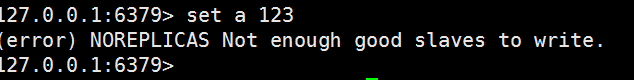 127.0.0.1:6379> set a 123
(error) NOREPLICAS Not enough good slaves to write.
127.0.0.1:6379>